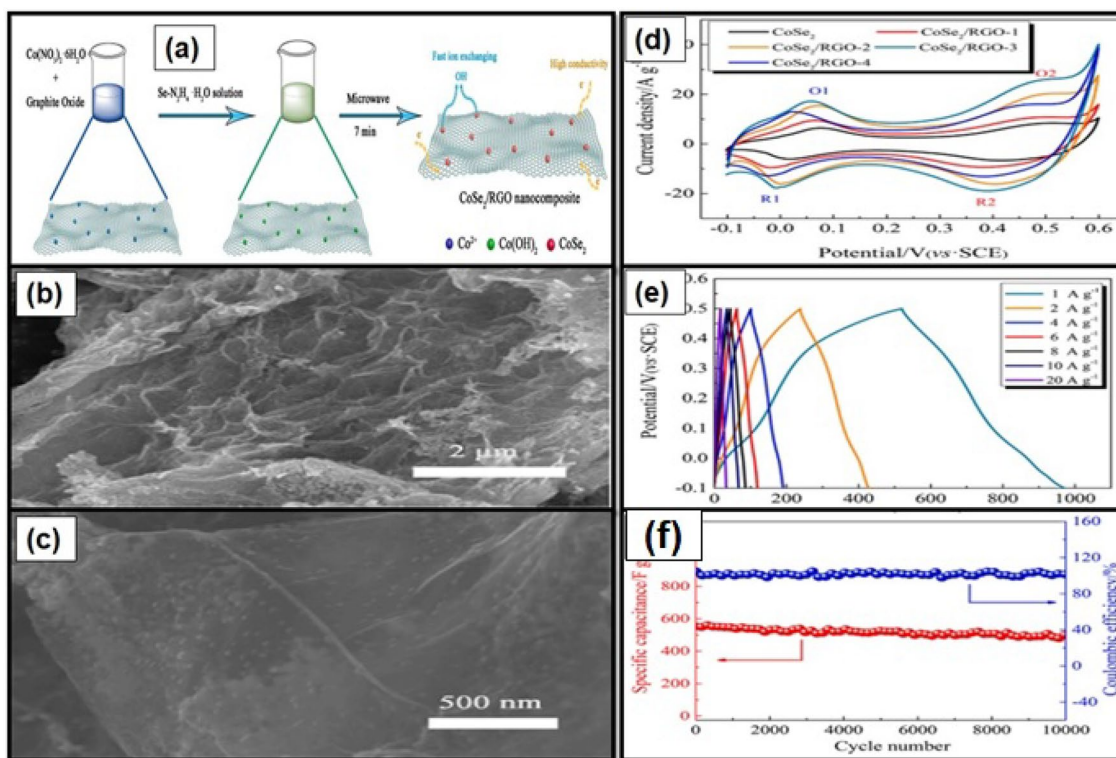 (a)
Co(NO3)2·6H2O
+
Graphite Oxide
Se-N2H4·H2O solution
Microwave
7 min
Fast ion exchanging
OH
High conductivity
e-
e-
e-
CoSe2/RGO nanocomposite
Co2+
Co(OH)2
CoSe2
(b)
2 μm
(c)
500 nm
(d)
CoSe2
CoSe2/RGO-1
CoSe2/RGO-2
CoSe2/RGO-3
CoSe2/RGO-4
O1
O2
R1
R2
Current density/A g-1
20
0
-20
-0.1 0.0 0.1 0.2 0.3 0.4 0.5 0.6
Potential/V(vs·SCE)
(e)
1 A g-1
2 A g-1
4 A g-1
6 A g-1
8 A g-1
10 A g-1
20 A g-1
Potential/V(vs·SCE)
0.5
0.4
0.3
0.2
0.0
-0.1
0 200 400 600 800 1000
(f)
Specific capacitance/F g
800
600
500
300
200
0
160
120
80
40
0
-40
Coulombic efficiency/%
0 2000 4000 6000 8000 10000
Cycle number